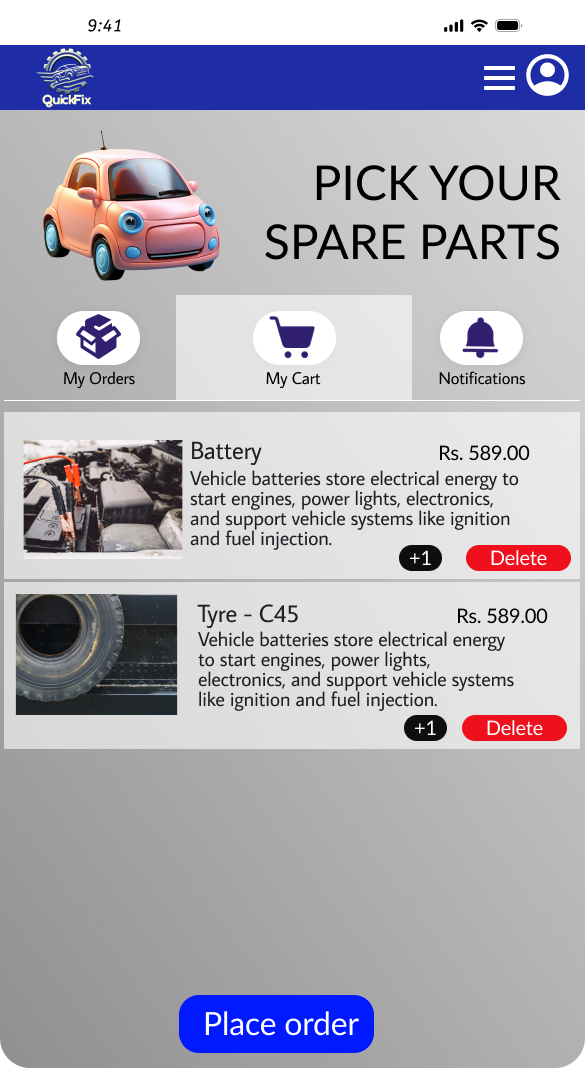 9:41
QuickFix
PICK YOUR
SPARE PARTS
My Orders
My Cart
Notifications
Battery
Rs. 589.00
Vehicle batteries store electrical energy to
start engines, power lights, electronics,
and support vehicle systems like ignition
and fuel injection.
+1
Delete
Tyre - C45
Rs. 589.00
Vehicle batteries store electrical energy
to start engines, power lights,
electronics, and support vehicle systems
like ignition and fuel injection.
+1
Delete
Place order